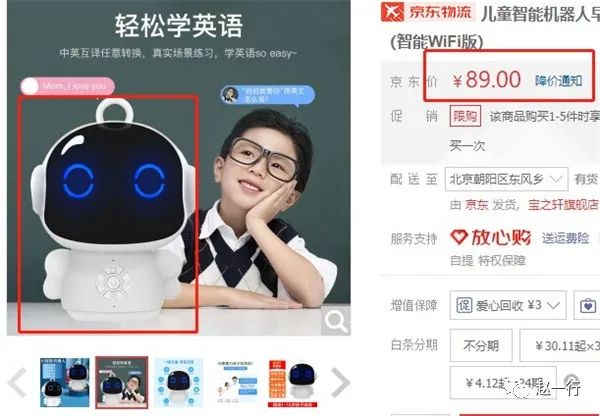 轻松学英语
中英互译任意转换，真实场景练习，学英语so easy~
Mom, I love you
"妈妈我爱你"用英文
怎么说?
京东物流 儿童智能机器人早
(智能WiFi版)
京东价 ￥89.00 降价通知
促销 限购 该商品购买1-5件时享
买一次
配送至 北京朝阳区东风乡 有货
由 京东 发货, 宝之轩旗舰店
服务支持 放心购 送运费险
自提 特权保障
增值保障 促 爱心回收 ￥3
白条分期 不分期 ￥30.11起×3
￥4.12起×24期
赵一行